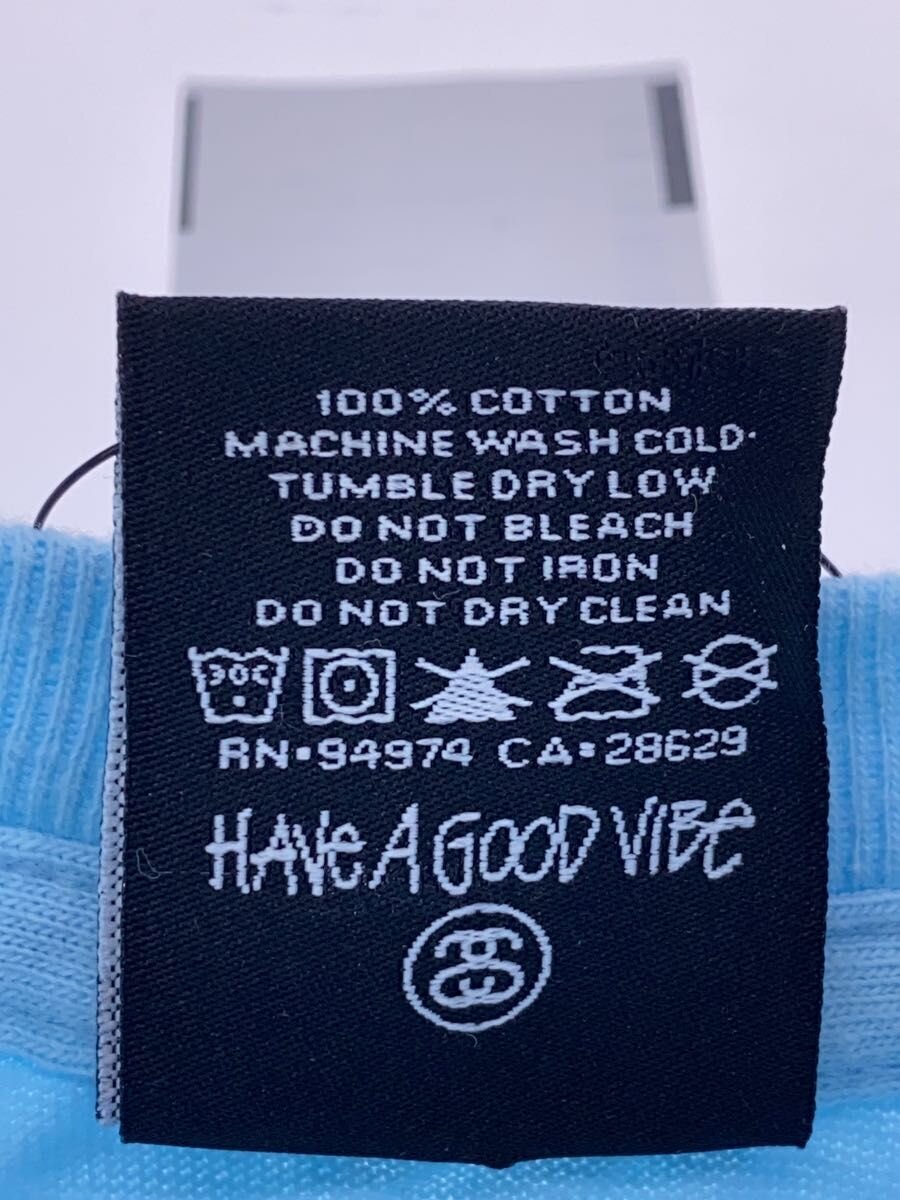 100% COTTON
MACHINE WASH COLD·
TUMBLE DRY LOW
DO NOT BLEACH
DO NOT IRON
DO NOT DRY CLEAN
30C
RN·94974 CA:28629
HAVE A GOOD VIBE